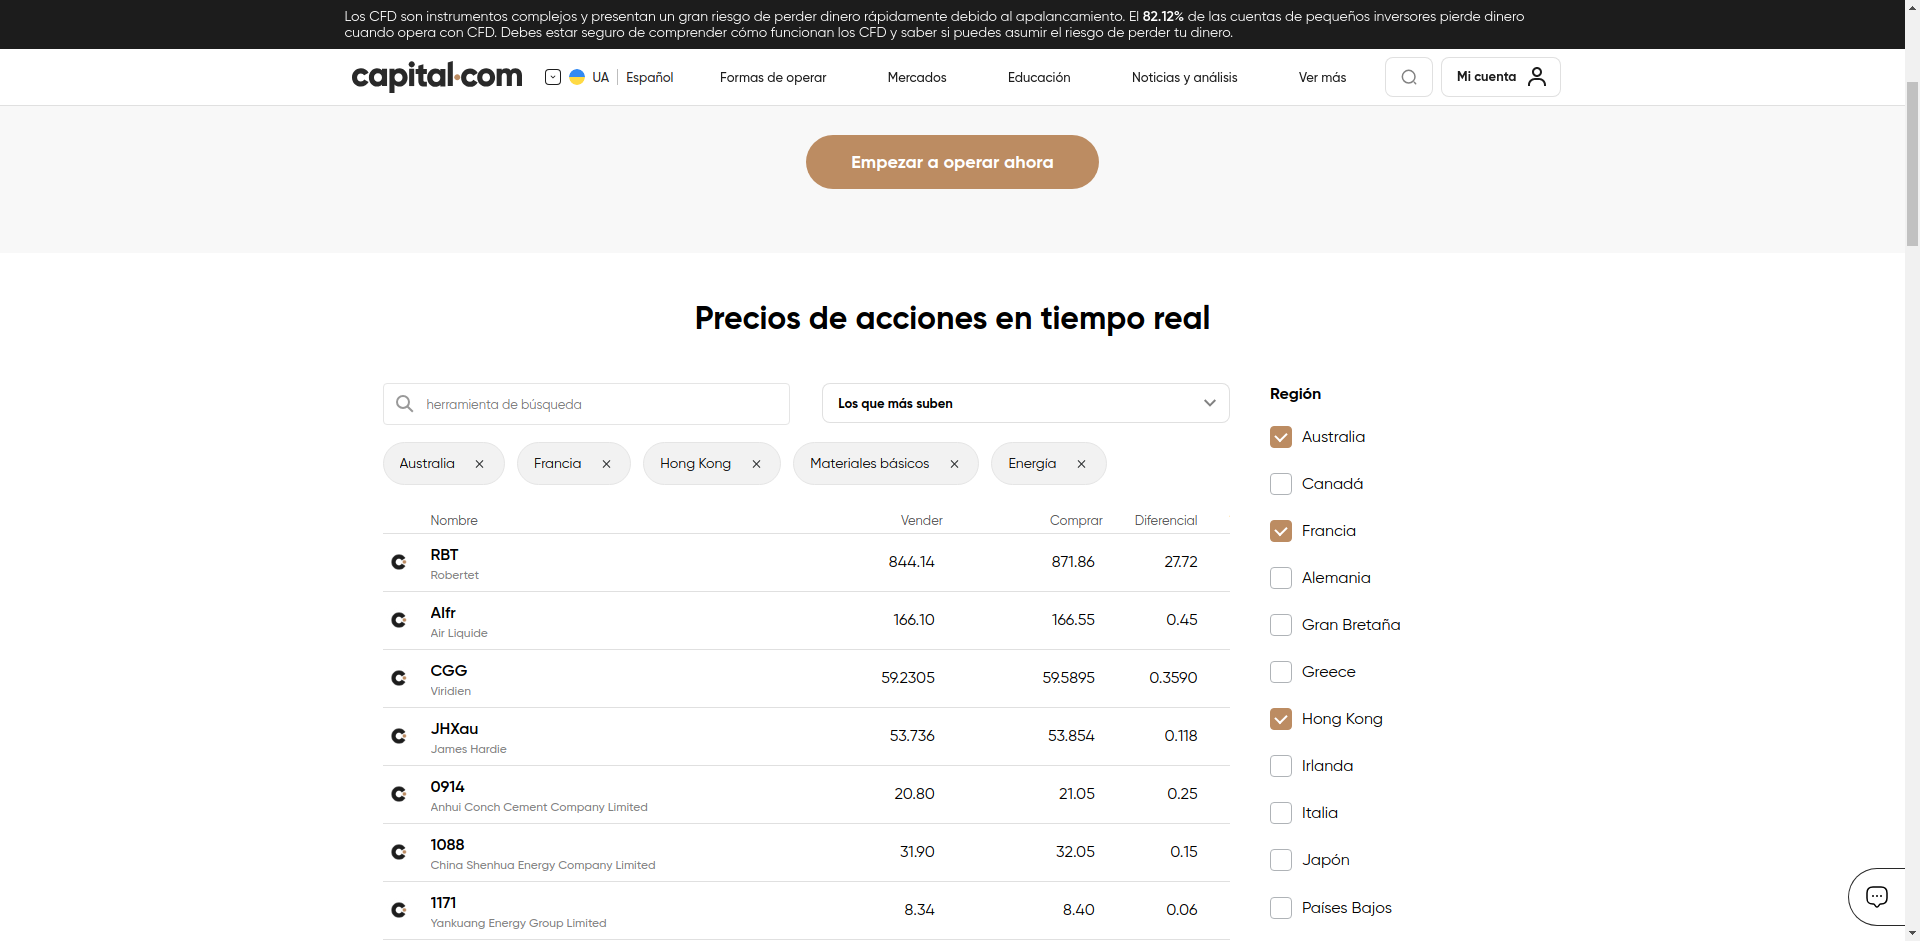 Los CFD son instrumentos complejos y presentan un gran riesgo de perder dinero rápidamente debido al apalancamiento. El 82.12% de las cuentas de pequeños inversores pierde dinero
cuando opera con CFD. Debes estar seguro de comprender cómo funcionan los CFD y saber si puedes asumir el riesgo de perder tu dinero.
capital.com UA Español Formas de operar Mercados Educación Noticias y análisis Ver más Mi cuenta
Empezar a operar ahora
Precios de acciones en tiempo real
herramienta de búsqueda
Los que más suben
Australia Francia Hong Kong Materiales básicos Energía
Nombre Vender Comprar Diferencial
RBT
Robertet
844.14 871.86 27.72
AIfr
Air Liquide
166.10 166.55 0.45
CGG
Viridien
59.2305 59.5895 0.3590
JHXau
James Hardie
53.736 53.854 0.118
0914
Anhui Conch Cement Company Limited
20.80 21.05 0.25
1088
China Shenhua Energy Company Limited
31.90 32.05 0.15
1171
Yankuang Energy Group Limited
8.34 8.40 0.06
Región
Australia
Canadá
Francia
Alemania
Gran Bretaña
Greece
Hong Kong
Irlanda
Italia
Japón
Países Bajos